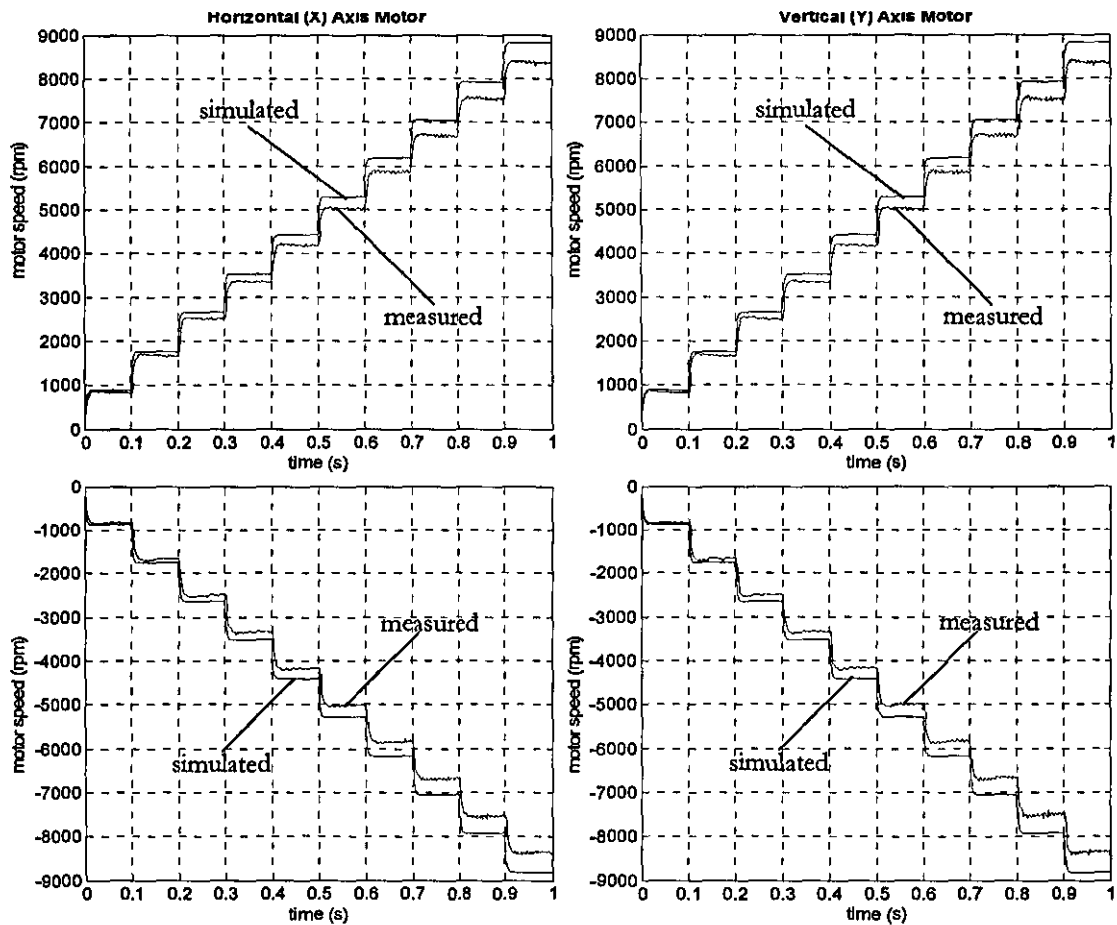 Horizontal (X) Axis Motor
9000
8000
7000
6000
5000
4000
3000
2000
1000
0
motor speed (rpm)
simulated
measured
0 0.1 0.2 0.3 0.4 0.5 0.6 0.7 0.8 0.9 1
time (s)
Vertical (Y) Axis Motor
9000
8000
7000
6000
5000
4000
3000
2000
1000
0
motor speed (rpm)
simulated
measured
0 0.1 0.2 0.3 0.4 0.5 0.6 0.7 0.8 0.9 1
time (s)
0
-1000
-2000
-3000
-4000
-5000
-6000
-7000
-8000
-9000
motor speed (rpm)
measured
simulated
0 0.1 0.2 0.3 0.4 0.5 0.6 0.7 0.8 0.9 1
time (s)
0
-1000
-2000
-3000
-4000
-5000
-6000
-7000
-8000
-9000
motor speed (rpm)
measured
simulated
0 0.1 0.2 0.3 0.4 0.5 0.6 0.7 0.8 0.9 1
time (s)